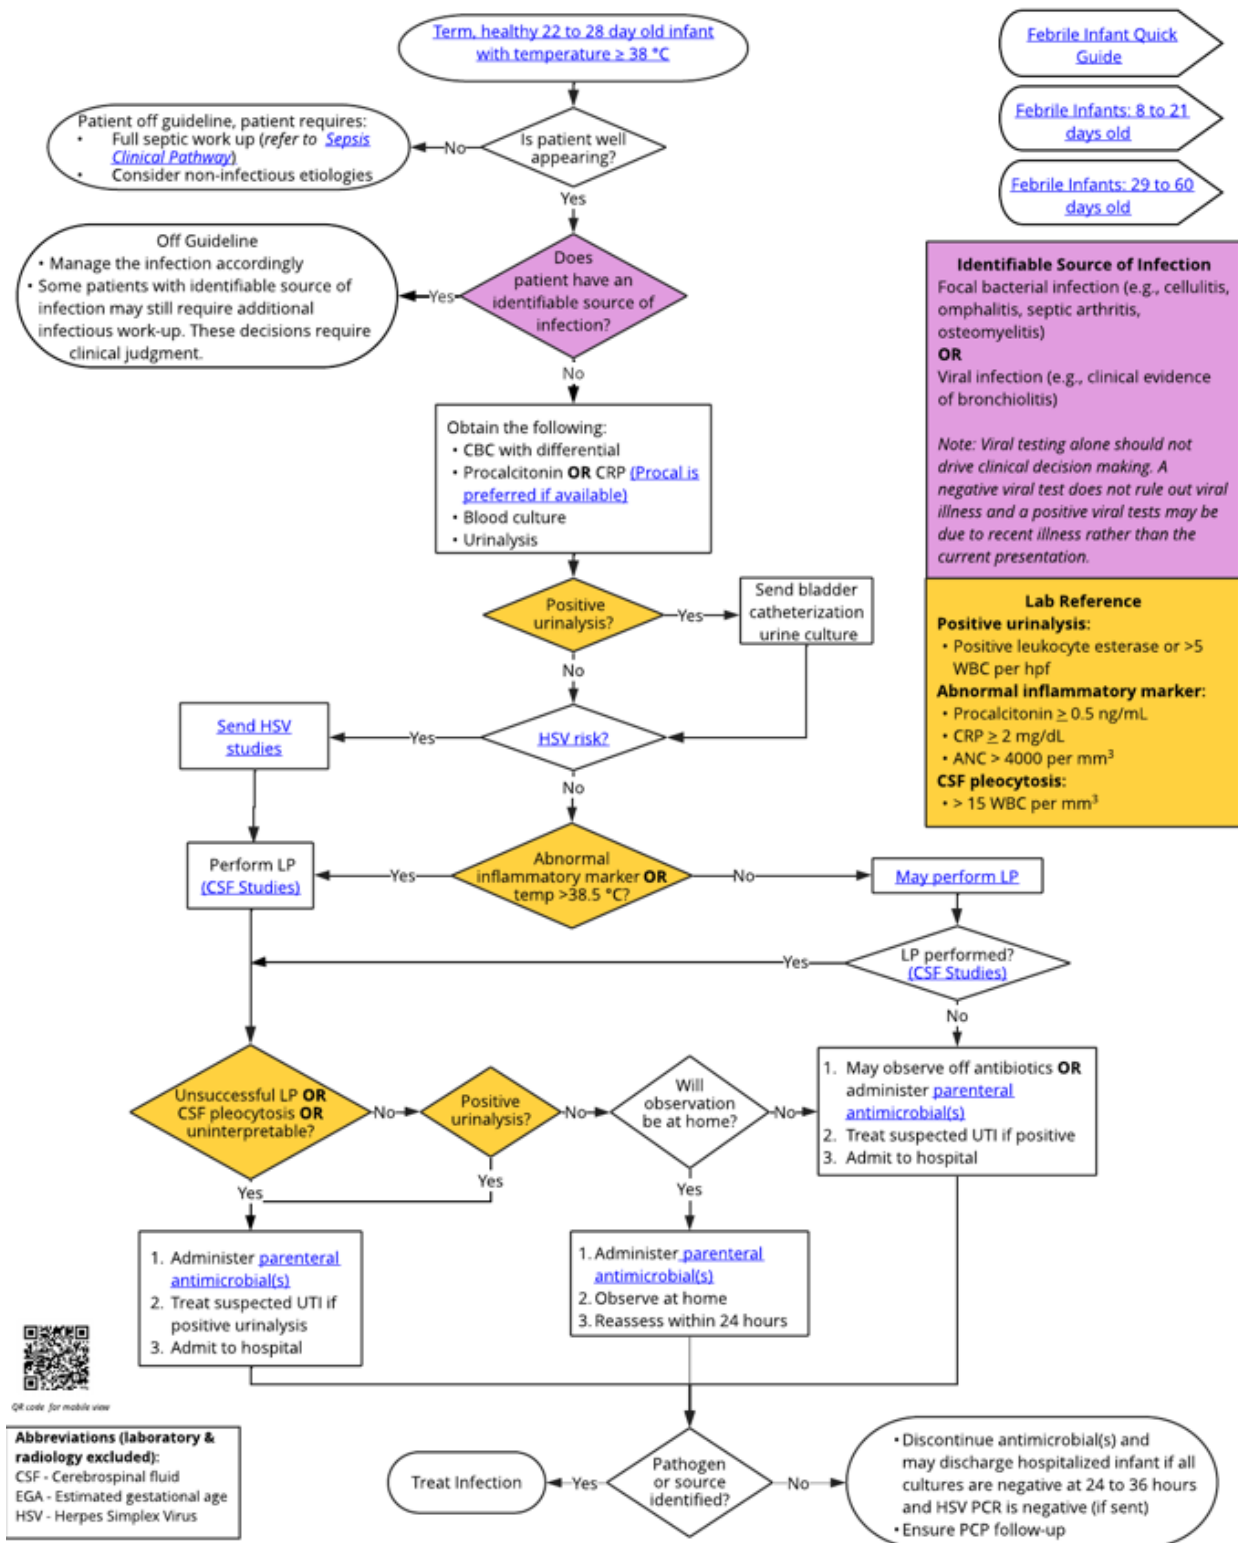 Term, healthy 22 to 28 day old infant
with temperature ≥ 38 °C
Febrile Infant Quick
Guide
Febrile Infants: 8 to 21
days old
Febrile Infants: 29 to 60
days old
Patient off guideline, patient requires:
• Full septic work up (refer to Sepsis
Clinical Pathway)
• Consider non-infectious etiologies
No
Is patient well
appearing?
Yes
Off Guideline
• Manage the infection accordingly
• Some patients with identifiable source of
infection may still require additional
infectious work-up. These decisions require
clinical judgment.
Yes
Does
patient have an
identifiable source of
infection?
No
Identifiable Source of Infection
Focal bacterial infection (e.g., cellulitis,
omphalitis, septic arthritis,
osteomyelitis)
OR
Viral infection (e.g., clinical evidence
of bronchiolitis)
Note: Viral testing alone should not
drive clinical decision making. A
negative viral test does not rule out viral
illness and a positive viral tests may be
due to recent illness rather than the
current presentation.
Obtain the following:
• CBC with differential
• Procalcitonin OR CRP (Procal is
preferred if available)
• Blood culture
• Urinalysis
Positive
urinalysis?
Yes
Send bladder
catheterization
urine culture
No
Lab Reference
Positive urinalysis:
• Positive leukocyte esterase or >5
WBC per hpf
Abnormal inflammatory marker:
• Procalcitonin ≥ 0.5 ng/mL
• CRP ≥ 2 mg/dL
• ANC > 4000 per mm³
CSF pleocytosis:
• > 15 WBC per mm³
Send HSV
studies
Yes
HSV risk?
No
Perform LP
(CSF Studies)
Yes
Abnormal
inflammatory marker OR
temp >38.5 °C?
No
May perform LP
Yes
LP performed?
(CSF Studies)
No
Unsuccessful LP OR
CSF pleocytosis OR
uninterpretable?
No
Positive
urinalysis?
No
Will
observation
be at home?
No
1. May observe off antibiotics OR
administer parenteral
antimicrobial(s)
2. Treat suspected UTI if positive
3. Admit to hospital
Yes
Yes
Yes
1. Administer parenteral
antimicrobial(s)
2. Treat suspected UTI if
positive urinalysis
3. Admit to hospital
1. Administer parenteral
antimicrobial(s)
2. Observe at home
3. Reassess within 24 hours
QR code for mobile view
Abbreviations (laboratory &
radiology excluded):
CSF - Cerebrospinal fluid
EGA - Estimated gestational age
HSV - Herpes Simplex Virus
Treat Infection
Yes
Pathogen
or source
identified?
No
• Discontinue antimicrobial(s) and
may discharge hospitalized infant if all
cultures are negative at 24 to 36 hours
and HSV PCR is negative (if sent)
• Ensure PCP follow-up